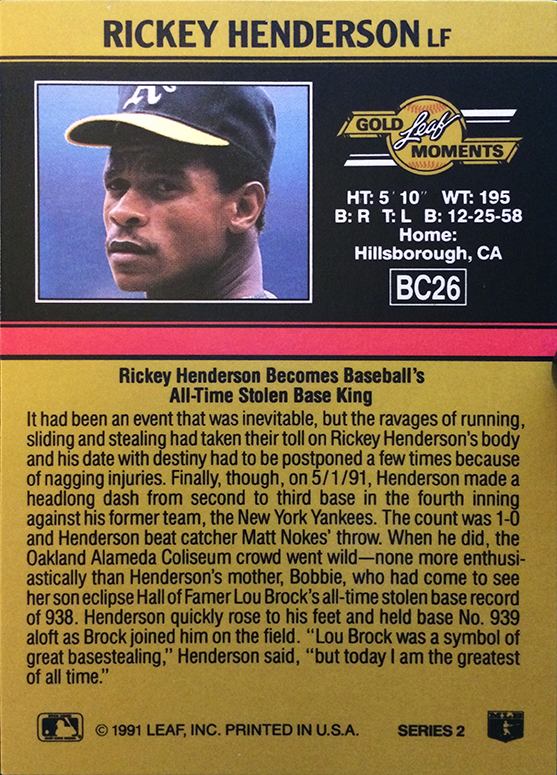 RICKEY HENDERSON LF
A's
GOLD Leaf MOMENTS
HT: 5' 10" WT: 195
B: R T: L B: 12-25-58
Home:
Hillsborough, CA
BC26
Rickey Henderson Becomes Baseball's
All-Time Stolen Base King
It had been an event that was inevitable, but the ravages of running,
sliding and stealing had taken their toll on Rickey Henderson's body
and his date with destiny had to be postponed a few times because
of nagging injuries. Finally, though, on 5/1/91, Henderson made a
headlong dash from second to third base in the fourth inning
against his former team, the New York Yankees. The count was 1-0
and Henderson beat catcher Matt Nokes' throw. When he did, the
Oakland Alameda Coliseum crowd went wild—none more enthusi-
astically than Henderson's mother, Bobbie, who had come to see
her son eclipse Hall of Famer Lou Brock's all-time stolen base record
of 938. Henderson quickly rose to his feet and held base No. 939
aloft as Brock joined him on the field. "Lou Brock was a symbol of
great basestealing," Henderson said, "but today I am the greatest
of all time."
© 1991 LEAF, INC. PRINTED IN U.S.A. SERIES 2